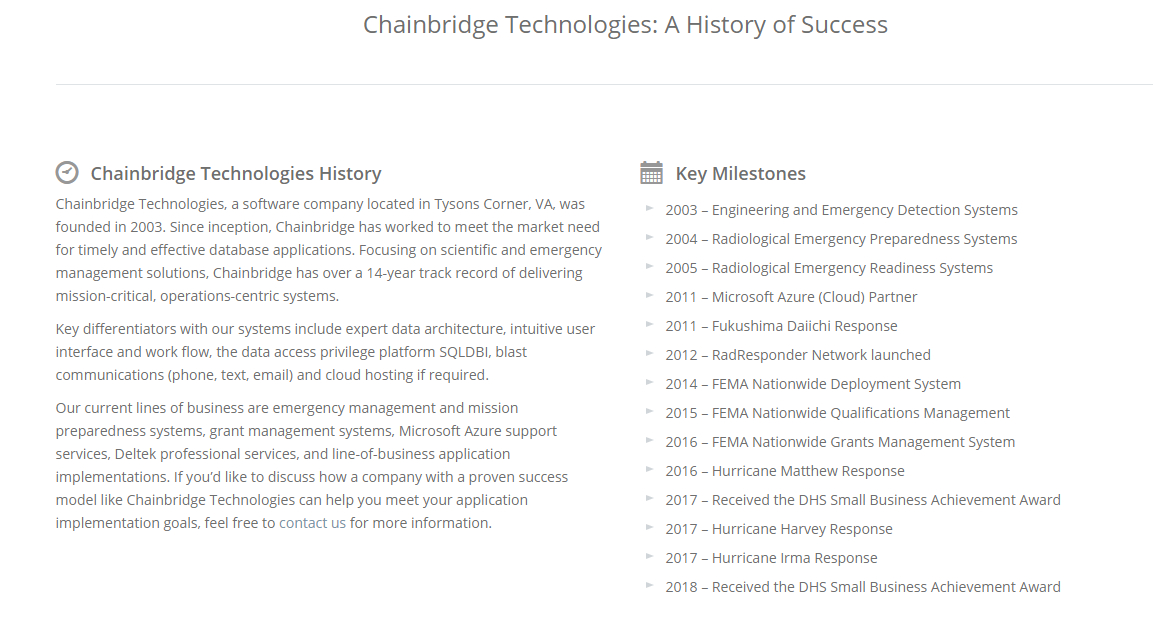 Chainbridge Technologies: A History of Success
Chainbridge Technologies History
Chainbridge Technologies, a software company located in Tysons Corner, VA, was
founded in 2003. Since inception, Chainbridge has worked to meet the market need
for timely and effective database applications. Focusing on scientific and emergency
management solutions, Chainbridge has over a 14-year track record of delivering
mission-critical, operations-centric systems.
Key differentiators with our systems include expert data architecture, intuitive user
interface and work flow, the data access privilege platform SQLDBI, blast
communications (phone, text, email) and cloud hosting if required.
Our current lines of business are emergency management and mission
preparedness systems, grant management systems, Microsoft Azure support
services, Deltek professional services, and line-of-business application
implementations. If you’d like to discuss how a company with a proven success
model like Chainbridge Technologies can help you meet your application
implementation goals, feel free to contact us for more information.
Key Milestones
2003 – Engineering and Emergency Detection Systems
2004 – Radiological Emergency Preparedness Systems
2005 – Radiological Emergency Readiness Systems
2011 – Microsoft Azure (Cloud) Partner
2011 – Fukushima Daiichi Response
2012 – RadResponder Network launched
2014 – FEMA Nationwide Deployment System
2015 – FEMA Nationwide Qualifications Management
2016 – FEMA Nationwide Grants Management System
2016 – Hurricane Matthew Response
2017 – Received the DHS Small Business Achievement Award
2017 – Hurricane Harvey Response
2017 – Hurricane Irma Response
2018 – Received the DHS Small Business Achievement Award